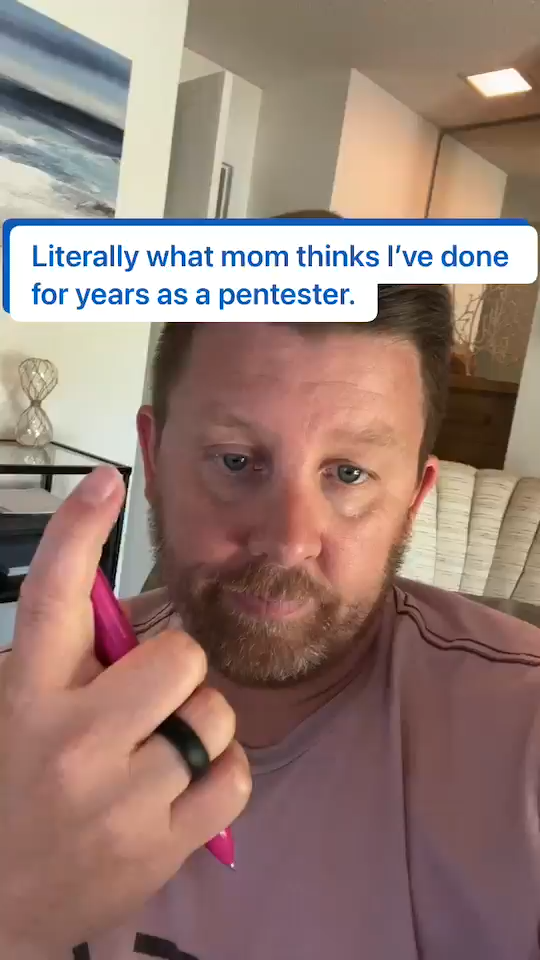 Literally what mom thinks I’ve done
for years as a pentester.